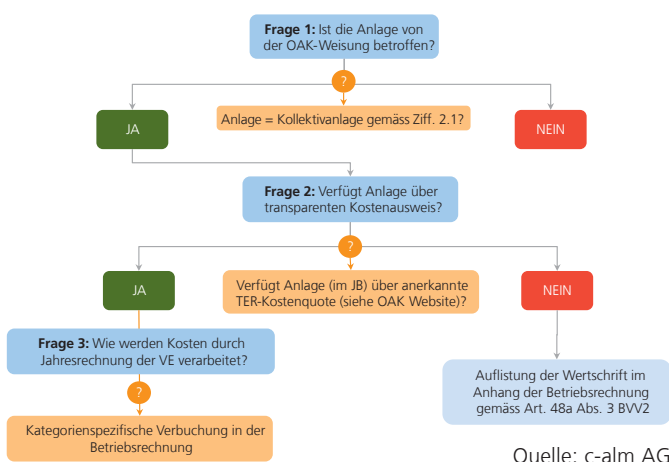 Frage 1: Ist die Anlage von
der OAK-Weisung betroffen?
?
JA
Anlage = Kollektivanlage gemäss Ziff. 2.1?
NEIN
Frage 2: Verfügt Anlage über
transparenten Kostenausweis?
?
JA
Verfügt Anlage (im JB) über anerkannte
TER-Kostenquote (siehe OAK Website)?
NEIN
Frage 3: Wie werden Kosten durch
Jahresrechnung der VE verarbeitet?
?
Kategorienspezifische Verbuchung in der
Betriebsrechnung
Auflistung der Wertschrift im
Anhang der Betriebsrechnung
gemäss Art. 48a Abs. 3 BVV2
Quelle: c-alm AG